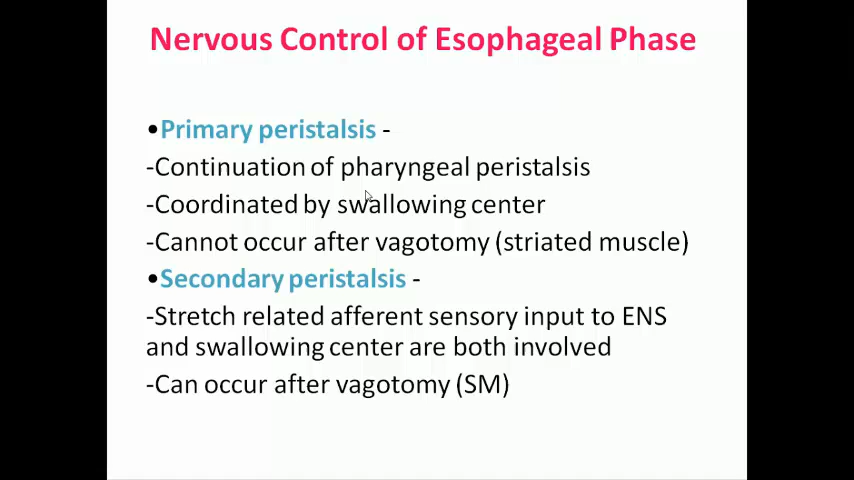 Nervous Control of Esophageal Phase
•Primary peristalsis -
-Continuation of pharyngeal peristalsis
-Coordinated by swallowing center
-Cannot occur after vagotomy (striated muscle)
•Secondary peristalsis -
-Stretch related afferent sensory input to ENS
and swallowing center are both involved
-Can occur after vagotomy (SM)